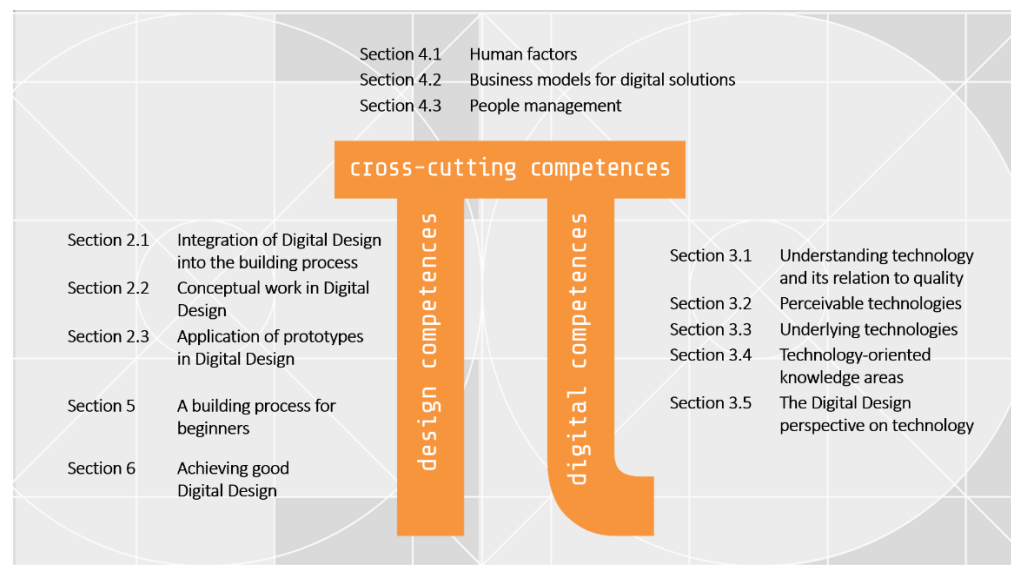 Section 4.1 Human factors
Section 4.2 Business models for digital solutions
Section 4.3 People management
cross-cutting competences
Section 2.1 Integration of Digital Design
into the building process
Section 2.2 Conceptual work in Digital
Design
Section 2.3 Application of prototypes
in Digital Design
Section 5 A building process for
beginners
Section 6 Achieving good
Digital Design
design competences
digital competences
Section 3.1 Understanding technology
and its relation to quality
Section 3.2 Perceivable technologies
Section 3.3 Underlying technologies
Section 3.4 Technology-oriented
knowledge areas
Section 3.5 The Digital Design
perspective on technology